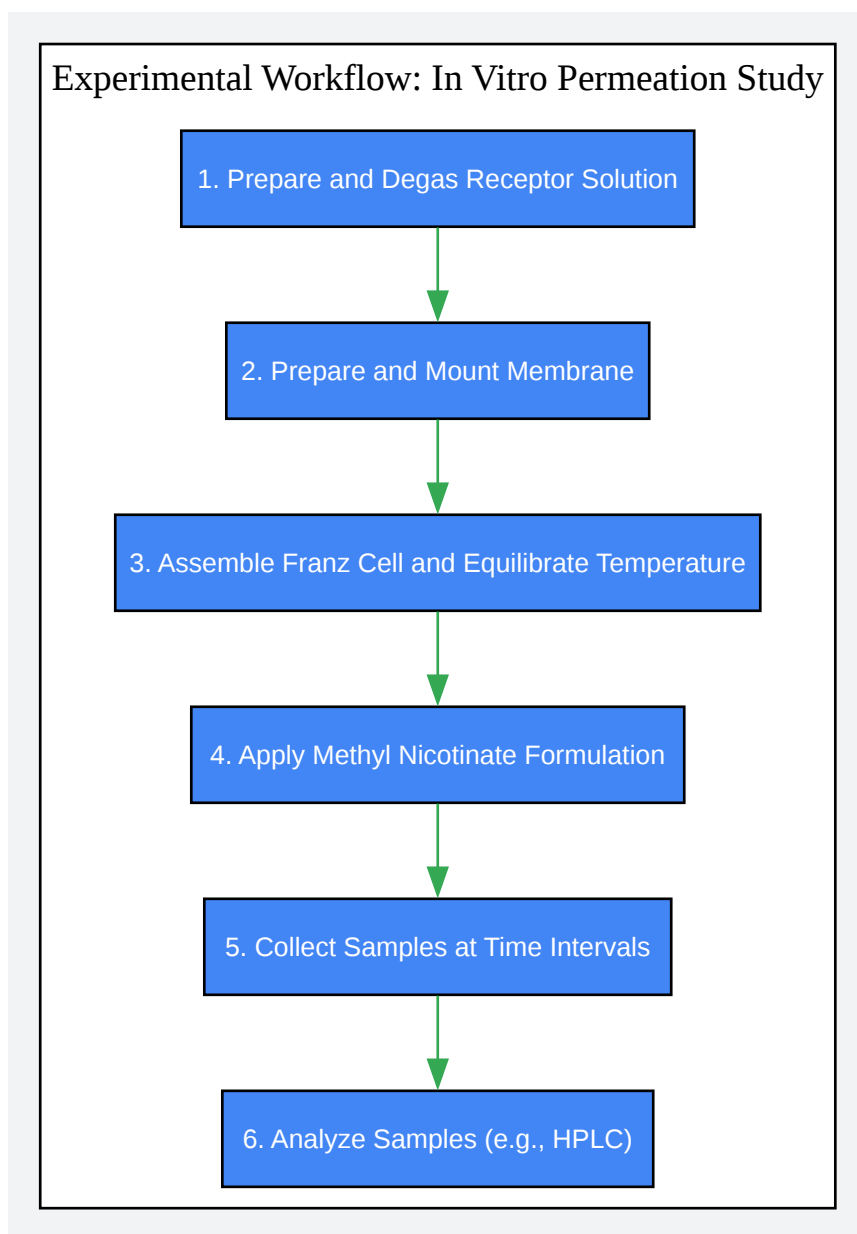 Experimental Workflow: In Vitro Permeation Study
1. Prepare and Degas Receptor Solution
2. Prepare and Mount Membrane
3. Assemble Franz Cell and Equilibrate Temperature
4. Apply Methyl Nicotinate Formulation
5. Collect Samples at Time Intervals
6. Analyze Samples (e.g., HPLC)